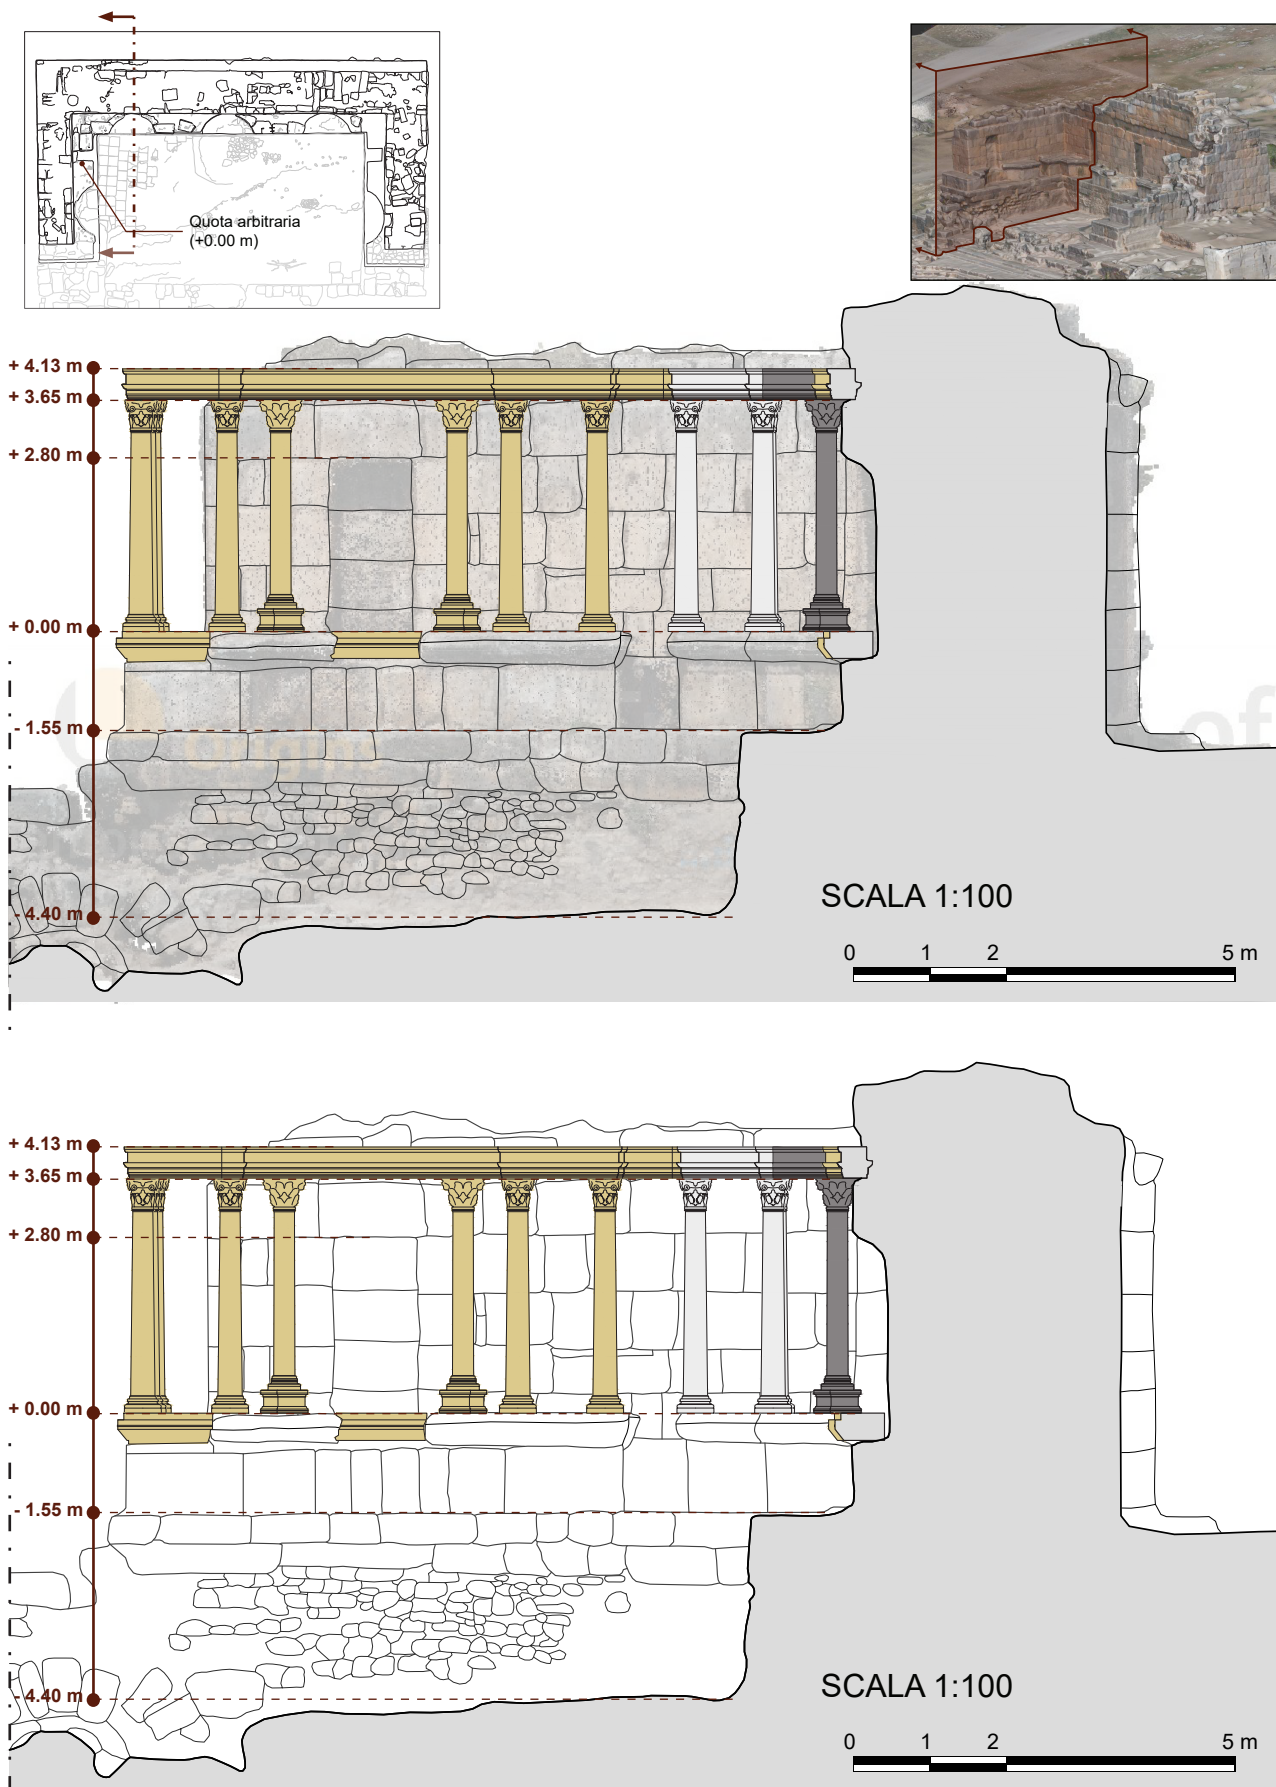 Quota arbitraria
(+0.00 m)
+ 4.13 m
+ 3.65 m
+ 2.80 m
+ 0.00 m
- 1.55 m
- 4.40 m
Origins
of
SCALA 1:100
0 1 2 5 m
+ 4.13 m
+ 3.65 m
+ 2.80 m
+ 0.00 m
- 1.55 m
- 4.40 m
SCALA 1:100
0 1 2 5 m